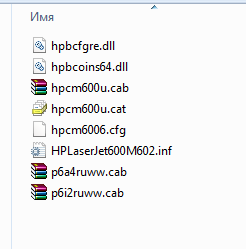 Имя
hpbcfgre.dll
hpbcoins64.dll
hpcm600u.cab
hpcm600u.cat
hpcm6006.cfg
HPLaserJet600M602.inf
p6a4ruww.cab
p6i2ruww.cab